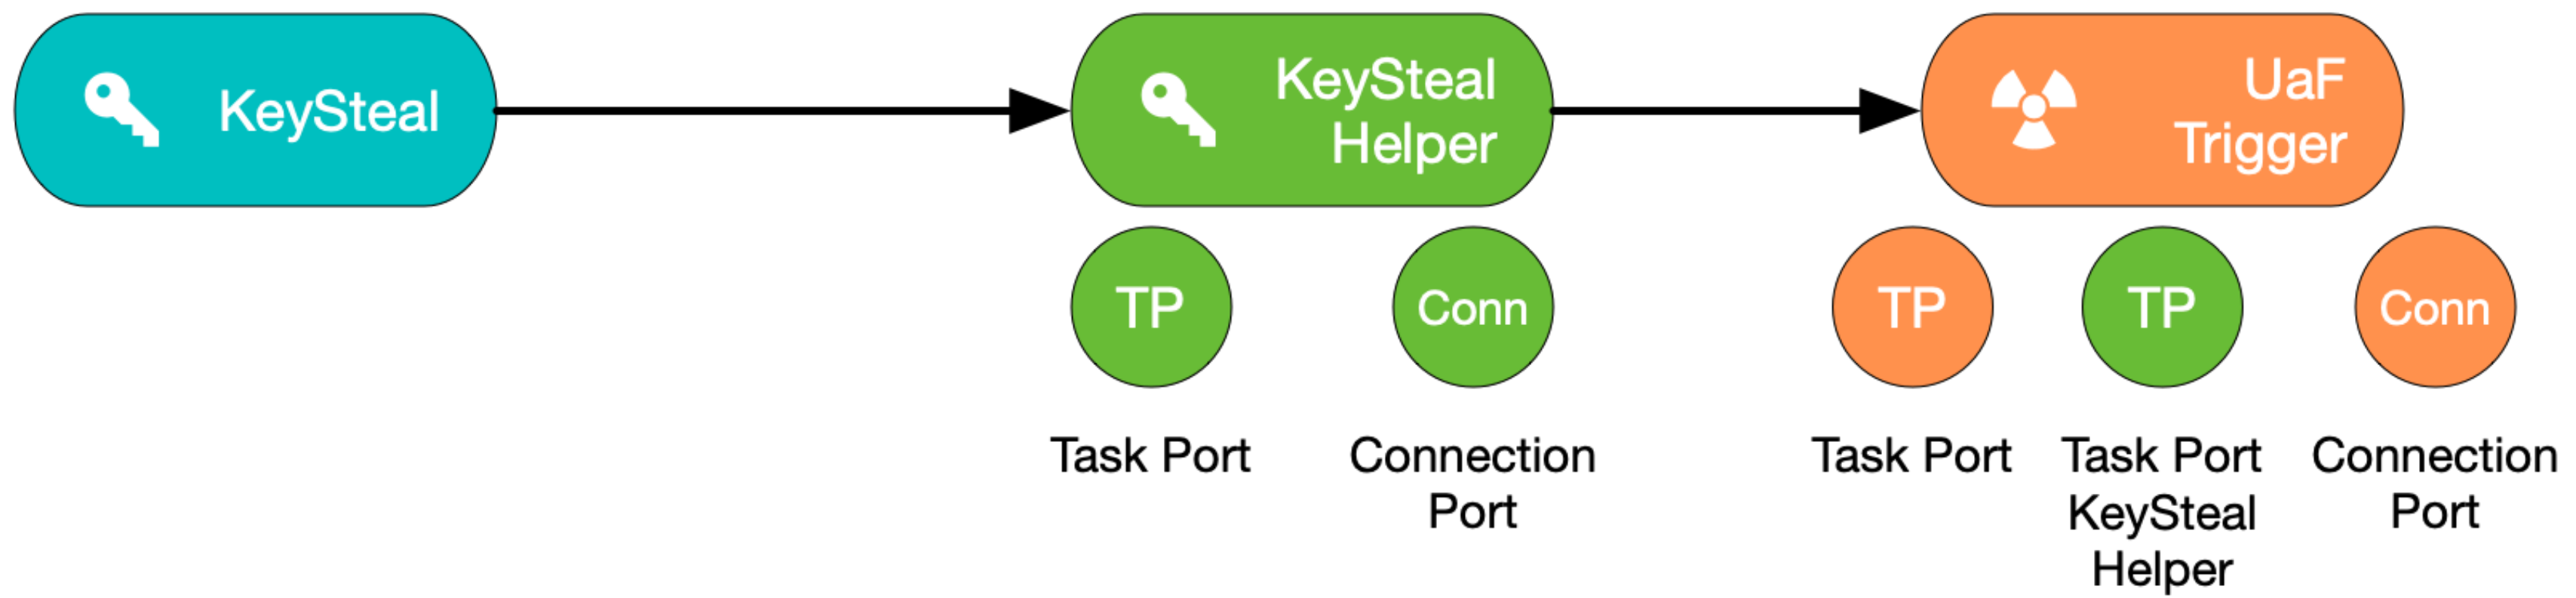 KeySteal
KeySteal
Helper
UaF
Trigger
TP
Conn
TP
TP
Conn
Task Port
Connection
Port
Task Port
Task Port
KeySteal
Helper
Connection
Port